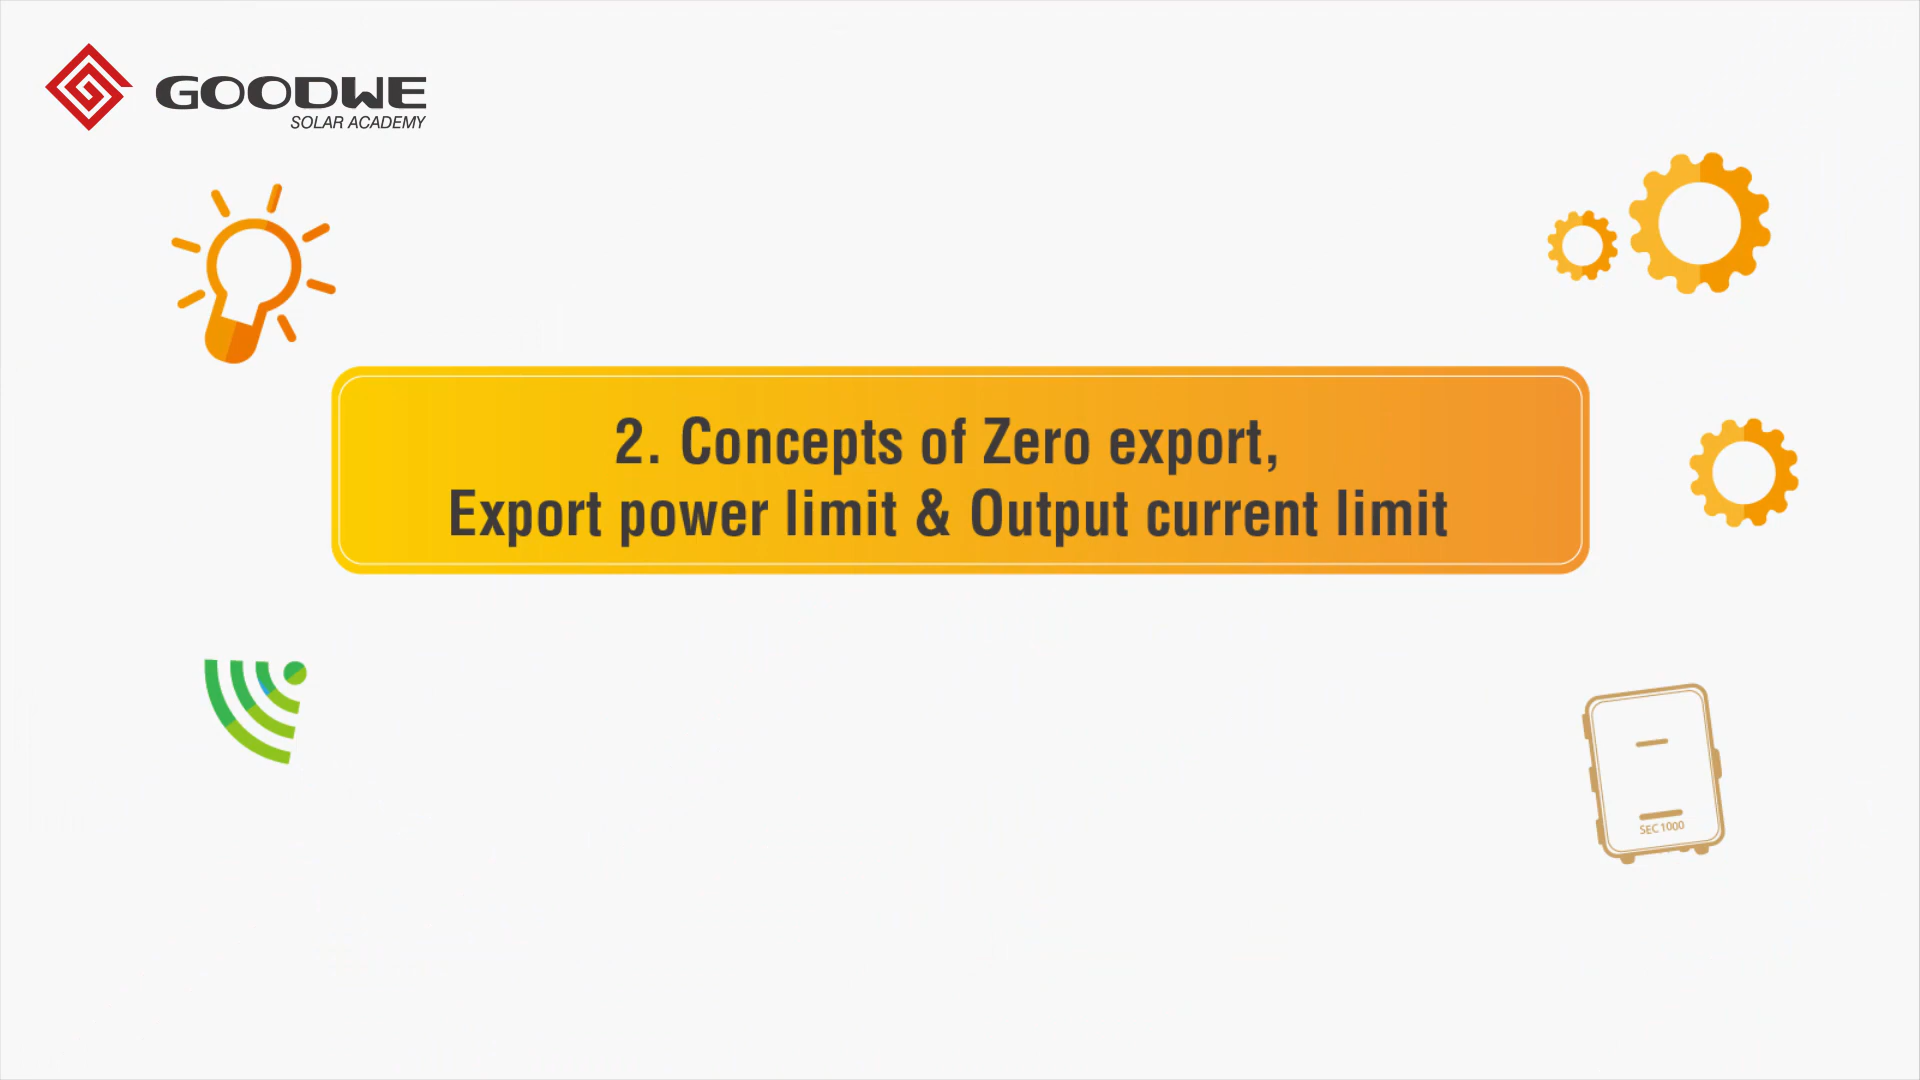 GOODWE
SOLAR ACADEMY
2. Concepts of Zero export,
Export power limit & Output current limit
SEC 1000